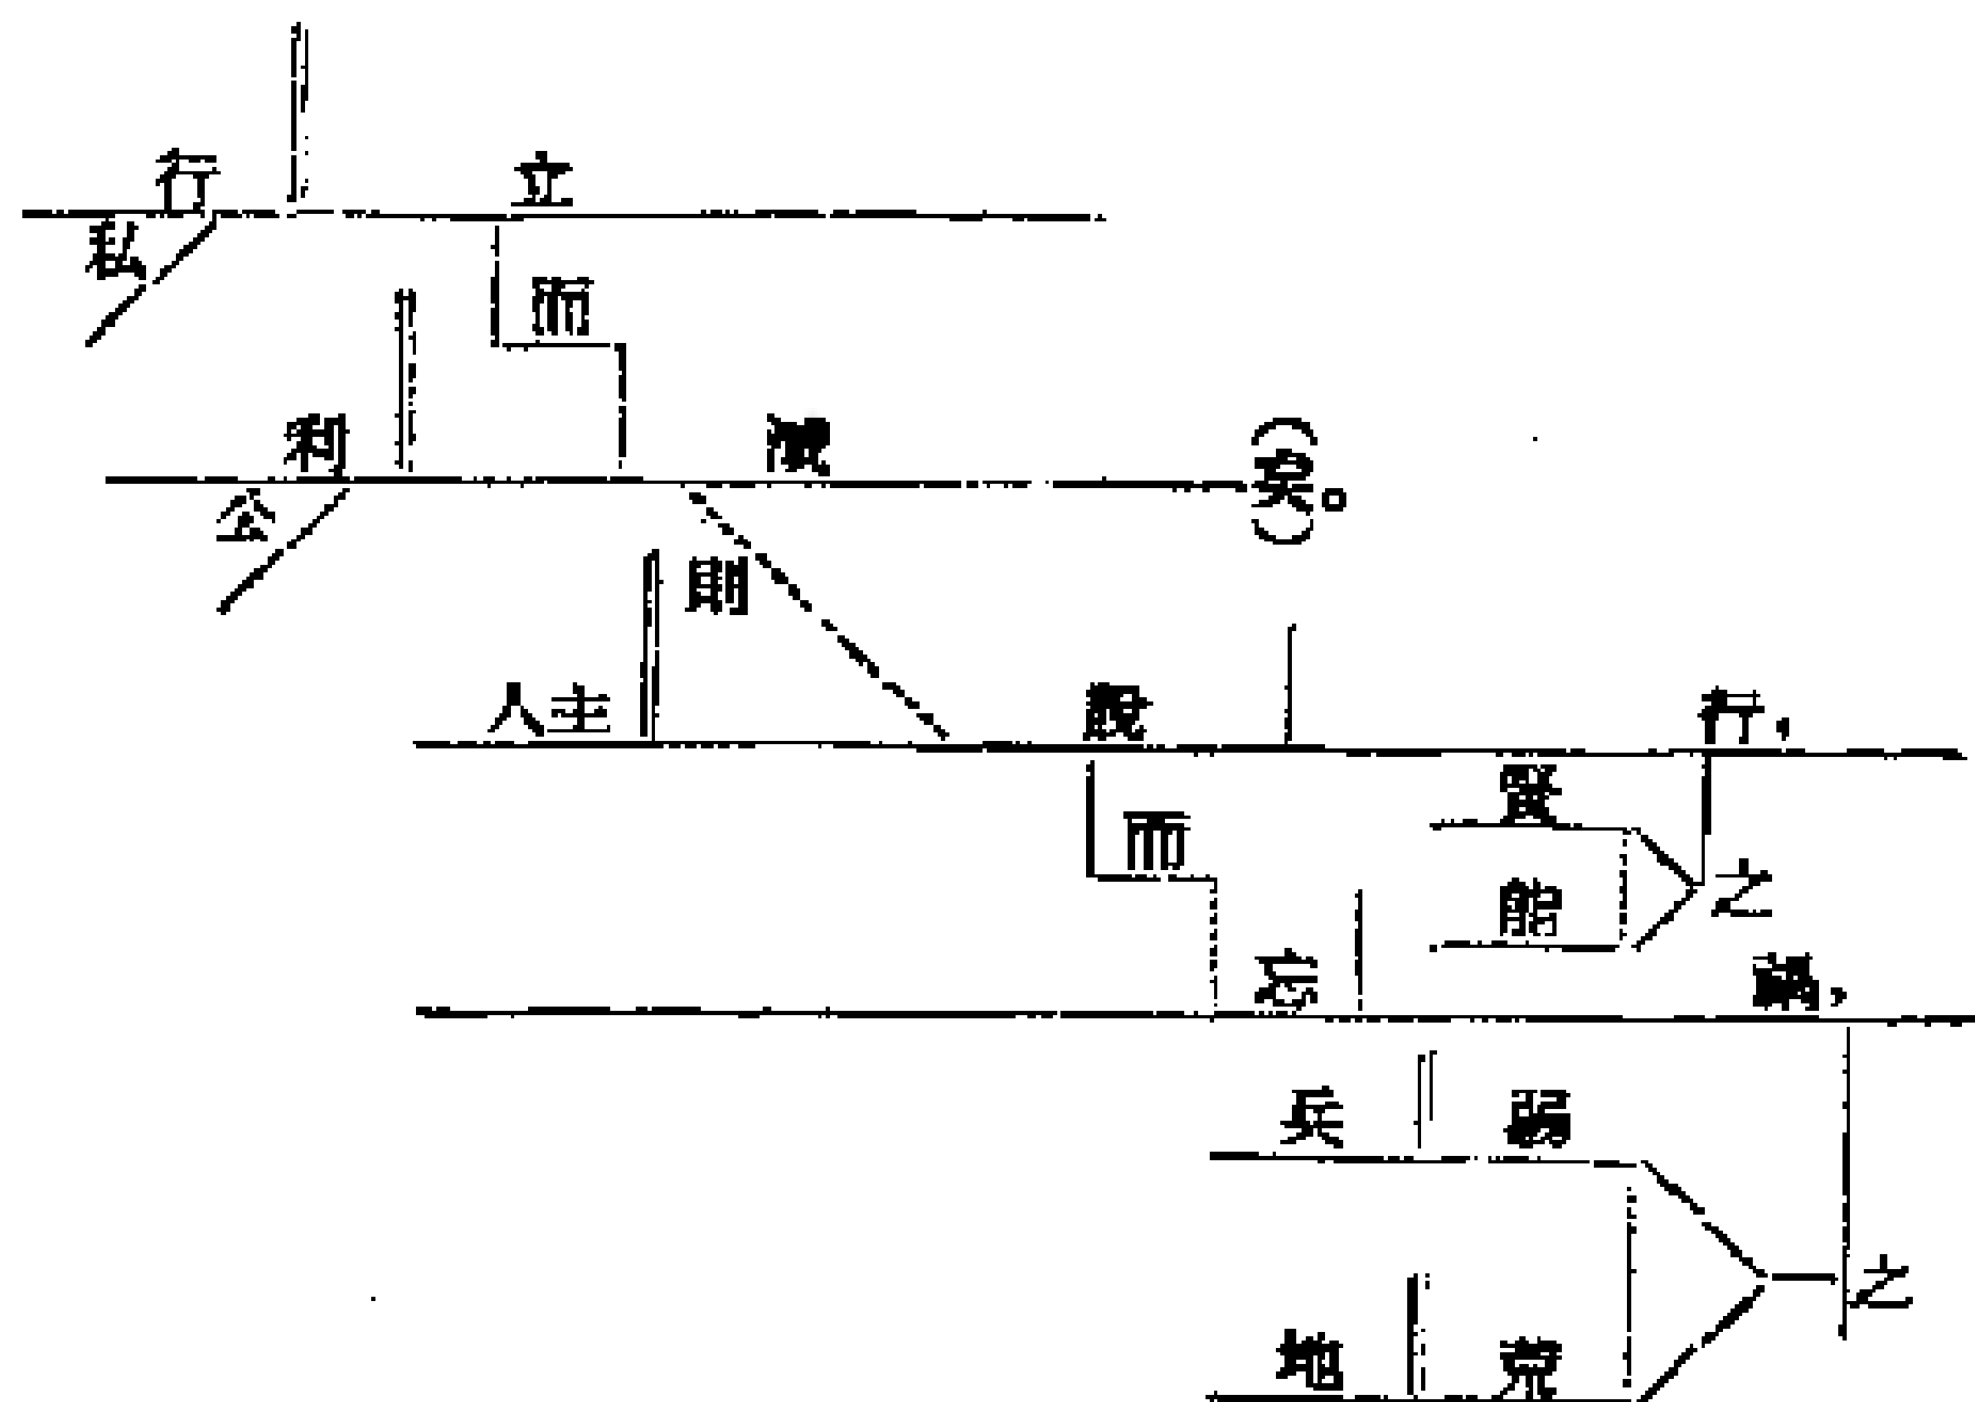 行 立
私
而
利 滅 (矣)。
公
則
人主 說 行,
賢
而
能 之
忘 禍,
兵 弱
之
地 荒